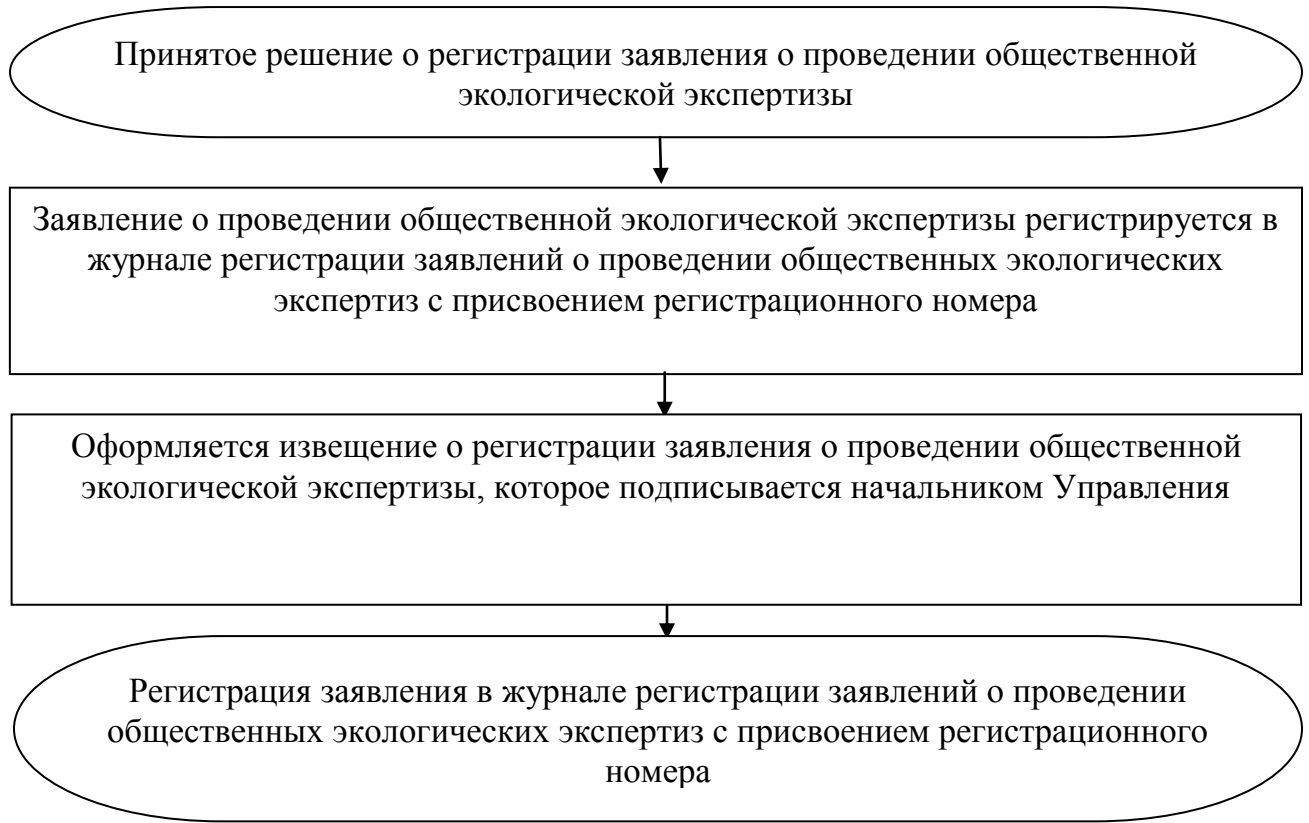 Принятое решение о регистрации заявления о проведении общественной
экологической экспертизы
Заявление о проведении общественной экологической экспертизы регистрируется в
журнале регистрации заявлений о проведении общественных экологических
экспертиз с присвоением регистрационного номера
Оформляется извещение о регистрации заявления о проведении общественной
экологической экспертизы, которое подписывается начальником Управления
Регистрация заявления в журнале регистрации заявлений о проведении
общественных экологических экспертиз с присвоением регистрационного
номера